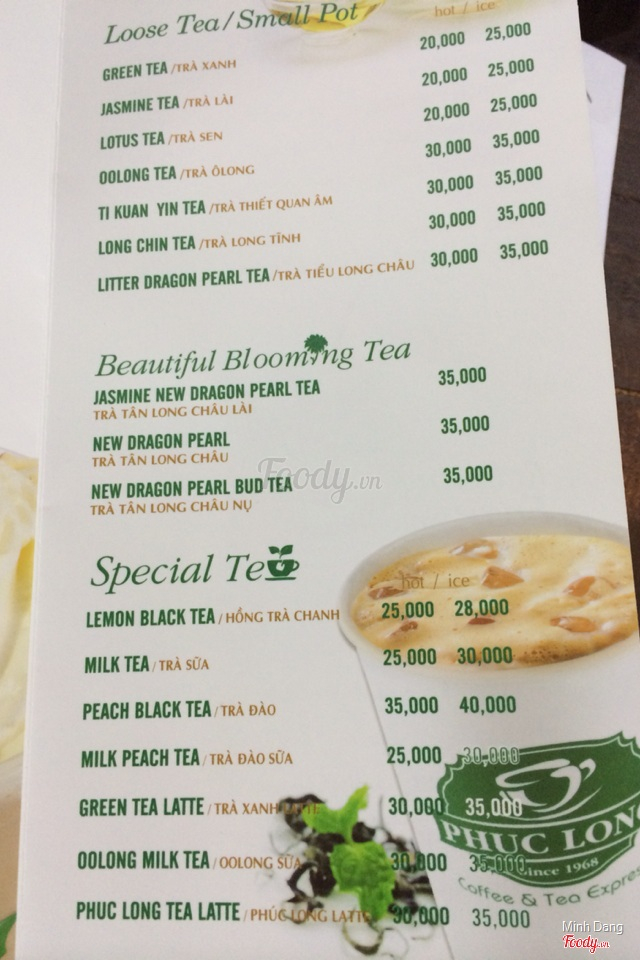 Loose Tea/Small Pot hot / ice
GREEN TEA /TRÀ XANH 20,000 25,000
JASMINE TEA /TRÀ LÀI 20,000 25,000
LOTUS TEA /TRÀ SEN 20,000 25,000
OOLONG TEA /TRÀ ÔLONG 30,000 35,000
TI KUAN YIN TEA /TRÀ THIẾT QUAN ÂM 30,000 35,000
LONG CHIN TEA /TRÀ LONG TĨNH 30,000 35,000
LITTER DRAGON PEARL TEA /TRÀ TIỂU LONG CHÂU 30,000 35,000
Beautiful Blooming Tea
JASMINE NEW DRAGON PEARL TEA 35,000
TRÀ TÂN LONG CHÂU LÀI
NEW DRAGON PEARL 35,000
TRÀ TÂN LONG CHÂU
NEW DRAGON PEARL BUD TEA 35,000
TRÀ TÂN LONG CHÂU NỤ
Foody.vn
Special Tea
hot / ice
LEMON BLACK TEA / HỒNG TRÀ CHANH 25,000 28,000
MILK TEA / TRÀ SỮA 25,000 30,000
PEACH BLACK TEA / TRÀ ĐÀO 35,000 40,000
MILK PEACH TEA / TRÀ ĐÀO SỮA 25,000 30,000
GREEN TEA LATTE / TRÀ XANH LATTE 30,000 35,000
OOLONG MILK TEA / OOLONG SỮA 30,000 35,000
PHUC LONG TEA LATTE / PHÚC LONG LATTE 30,000 35,000
PHUC LONG
Since 1968
Coffee & Tea Expres
Minh Dang
Foody.vn